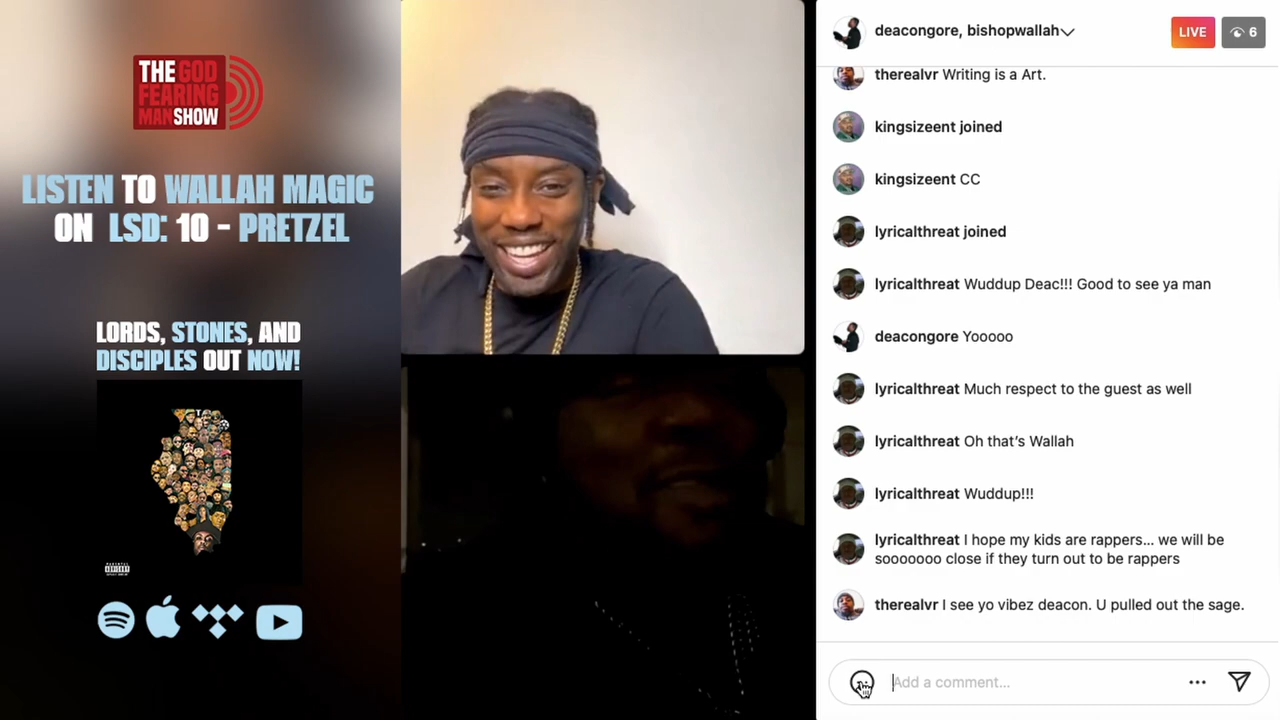 THE GOD
FEARING
MANSHOW
LISTEN TO WALLAH MAGIC
ON LSD: 10 - PRETZEL
LORDS, STONES, AND
DISCIPLES OUT NOW!
deacongore, bishopwallah
LIVE
6
therealvr Writing is a Art.
kingsizeent joined
kingsizeent CC
lyricalthreat joined
lyricalthreat Wuddup Deac!!! Good to see ya man
deacongore Yooooo
lyricalthreat Much respect to the guest as well
lyricalthreat Oh that’s Wallah
lyricalthreat Wuddup!!!
lyricalthreat I hope my kids are rappers... we will be
sooooooo close if they turn out to be rappers
therealvr I see yo vibez deacon. U pulled out the sage.
Add a comment...